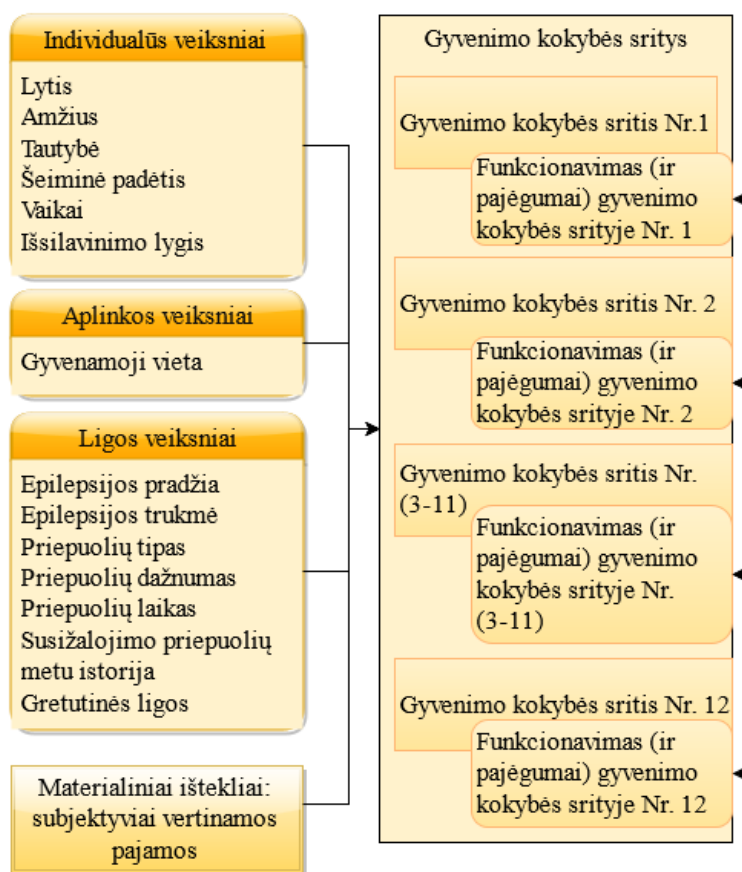 Individualūs veiksniai
Lytis
Amžius
Tautybė
Šeiminė padėtis
Vaikai
Išsilavinimo lygis
Aplinkos veiksniai
Gyvenamoji vieta
Ligos veiksniai
Epilepsijos pradžia
Epilepsijos trukmė
Priepuolių tipas
Priepuolių dažnumas
Priepuolių laikas
Susižalojimo priepuolių
metu istorija
Gretutinės ligos
Materialiniai ištekliai:
subjektyviai vertinamos
pajamos
Gyvenimo kokybės sritys
Gyvenimo kokybės sritis Nr.1
Funkcionavimas (ir
pajėgumai) gyvenimo
kokybės srityje Nr. 1
Gyvenimo kokybės sritis Nr. 2
Funkcionavimas (ir
pajėgumai) gyvenimo
kokybės srityje Nr. 2
Gyvenimo kokybės sritis Nr.
(3-11)
Funkcionavimas (ir
pajėgumai) gyvenimo
kokybės srityje Nr.
(3-11)
Gyvenimo kokybės sritis Nr. 12
Funkcionavimas (ir
pajėgumai) gyvenimo
kokybės srityje Nr. 12